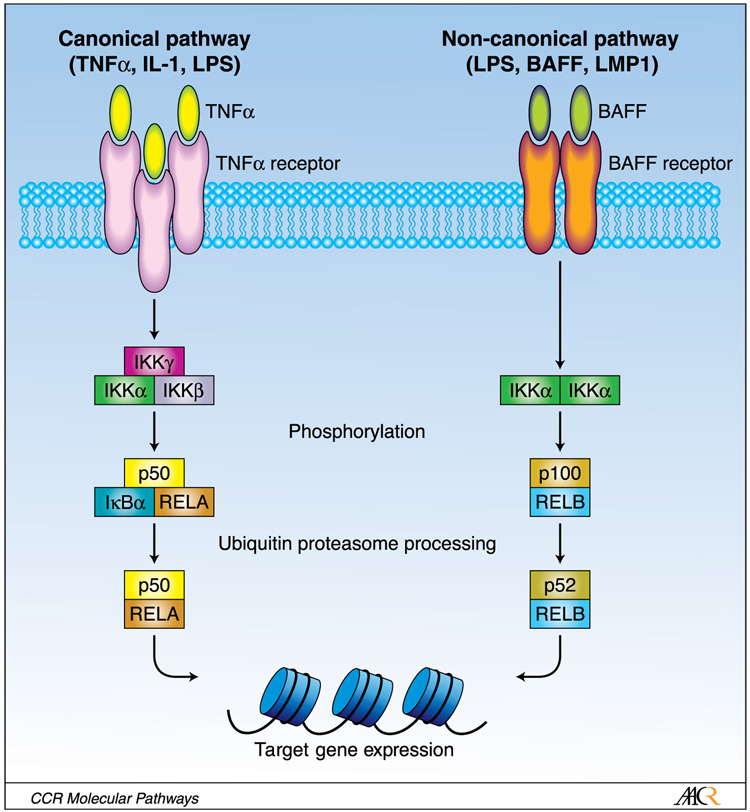 Canonical pathway
(TNFα, IL-1, LPS)
Non-canonical pathway
(LPS, BAFF, LMP1)
TNFα
BAFF
TNFα receptor
BAFF receptor
IKKγ
IKKα IKKβ
IKKα IKKα
Phosphorylation
p50
IκBα RELA
p100
RELB
Ubiquitin proteasome processing
p50
RELA
p52
RELB
Target gene expression
CCR Molecular Pathways
AACR